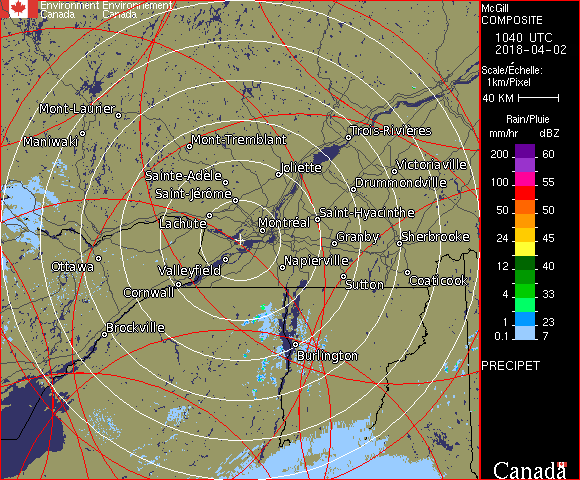 Environment Environnement
Canada Canada
McGill
COMPOSITE
1040 UTC
2018-04-02
Scale/Échelle:
1km/Pixel
40 KM
Rain/Pluie
mm/hr dBZ
200 60
100 55
50 50
24 45
12 40
4 33
1 23
0.1 7
PRECIPET
Canada
Mont-Laurier
Maniwaki
Mont-Tremblant
Trois-Rivières
Joliette
Victoriaville
Sainte-Adèle
Drummondville
Saint-Jérôme
Saint-Hyacinthe
Lachute
Montréal
Granby
Sherbrooke
Ottawa
Valleyfield
Napierville
Cornwall
Sutton
Coaticook
Brockville
Burlington